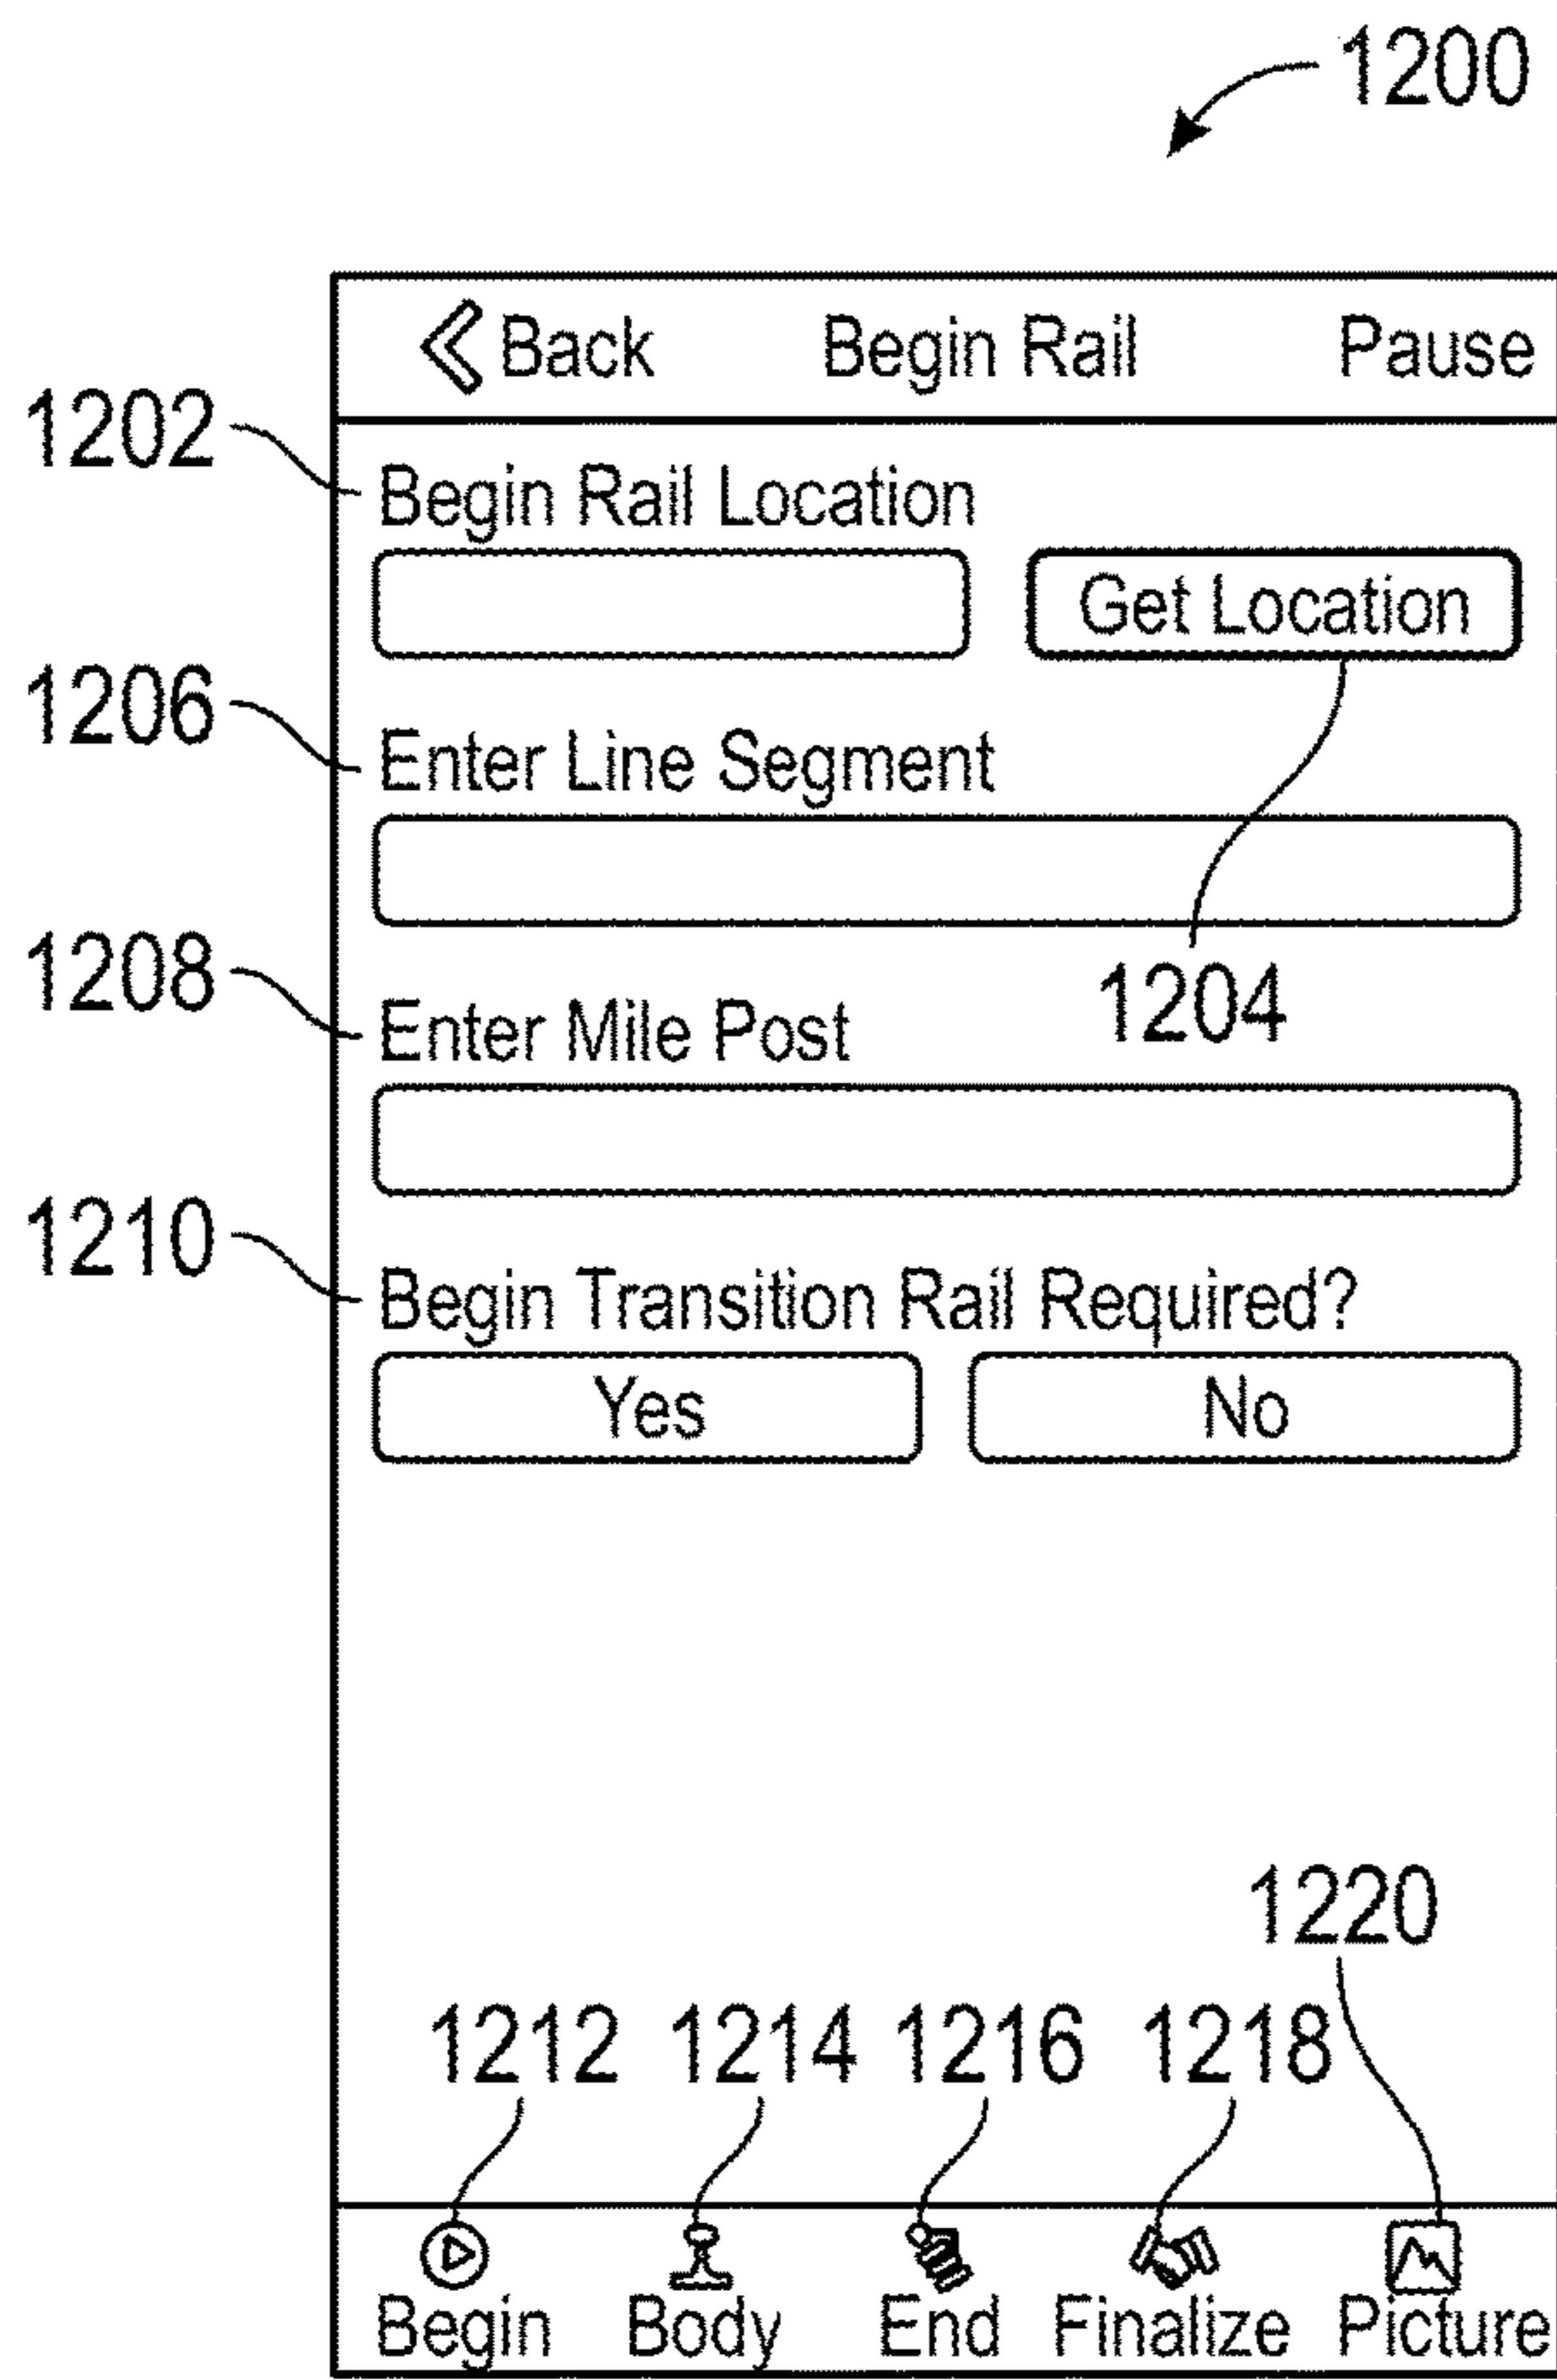 1200
Back Begin Rail Pause
1202
Begin Rail Location
Get Location
1206
Enter Line Segment
1208
1204
Enter Mile Post
1210
Begin Transition Rail Required?
Yes No
1220
1212 1214 1216 1218
Begin Body End Finalize Picture